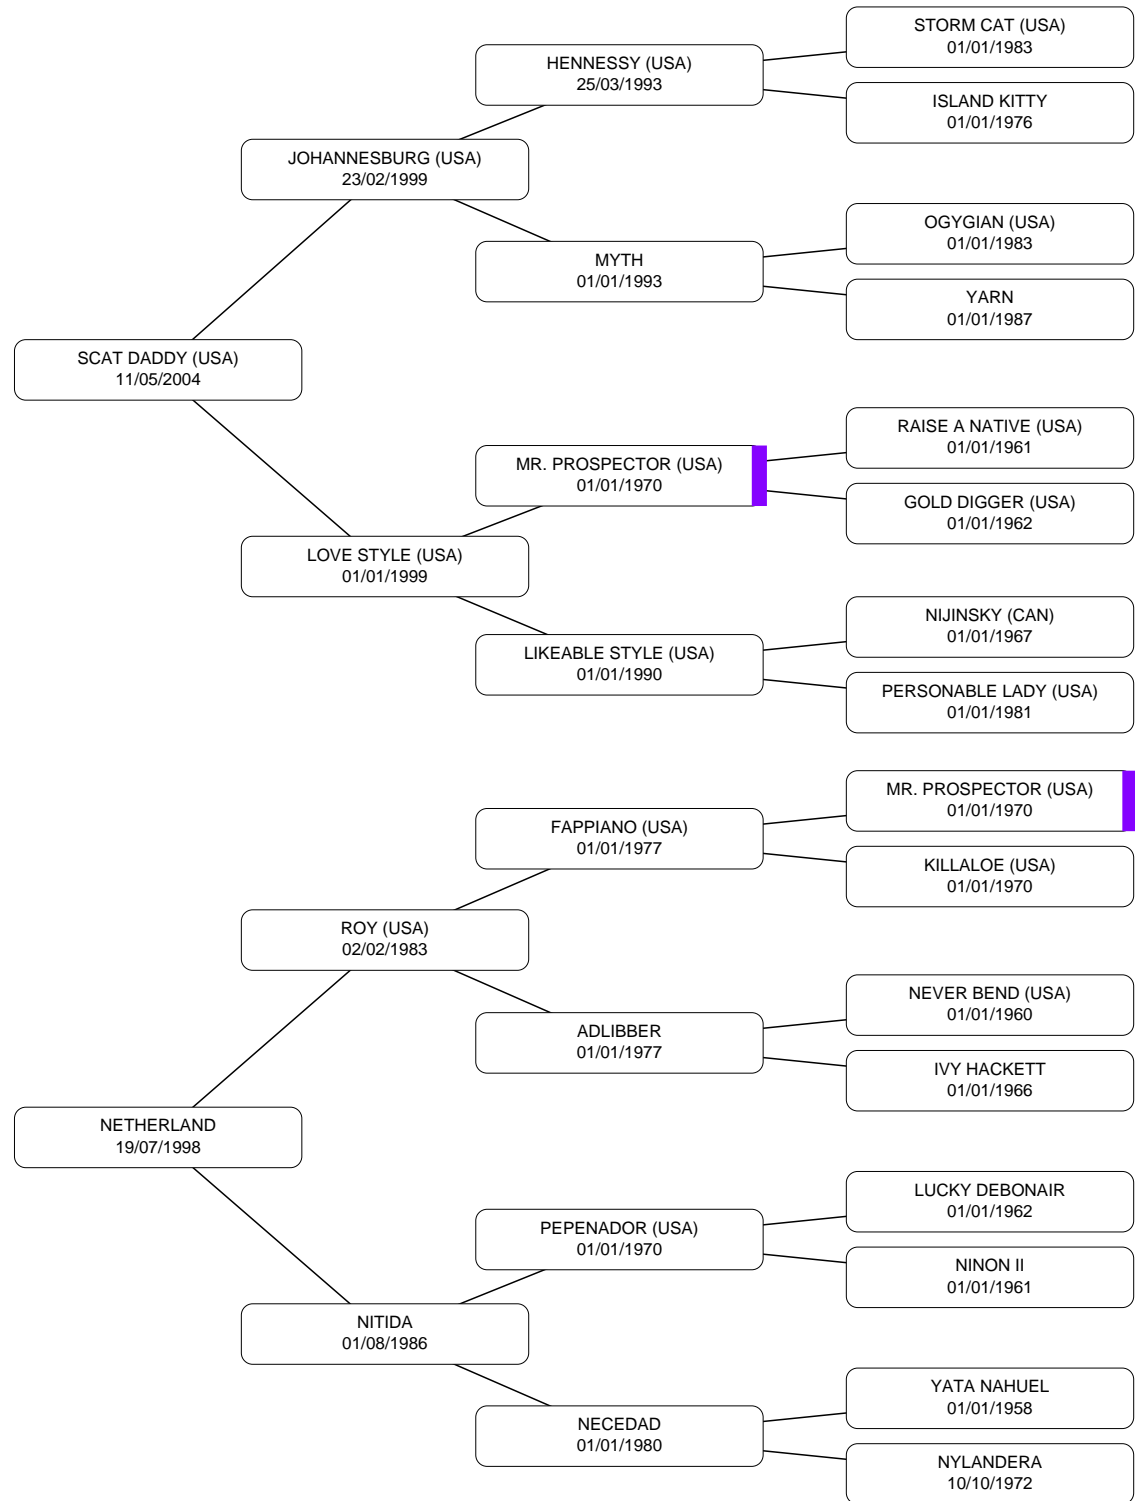 STORM CAT (USA)
01/01/1983
HENNESSY (USA)
25/03/1993
ISLAND KITTY
01/01/1976
JOHANNESBURG (USA)
23/02/1999
OGYGIAN (USA)
01/01/1983
MYTH
01/01/1993
YARN
01/01/1987
SCAT DADDY (USA)
11/05/2004
RAISE A NATIVE (USA)
01/01/1961
MR. PROSPECTOR (USA)
01/01/1970
GOLD DIGGER (USA)
01/01/1962
LOVE STYLE (USA)
01/01/1999
NIJINSKY (CAN)
01/01/1967
LIKEABLE STYLE (USA)
01/01/1990
PERSONABLE LADY (USA)
01/01/1981
MR. PROSPECTOR (USA)
01/01/1970
FAPPIANO (USA)
01/01/1977
KILLALOE (USA)
01/01/1970
ROY (USA)
02/02/1983
NEVER BEND (USA)
01/01/1960
ADLIBBER
01/01/1977
IVY HACKETT
01/01/1966
NETHERLAND
19/07/1998
LUCKY DEBONAIR
01/01/1962
PEPENADOR (USA)
01/01/1970
NINON II
01/01/1961
NITIDA
01/08/1986
YATA NAHUEL
01/01/1958
NECEDAD
01/01/1980
NYLANDERA
10/10/1972